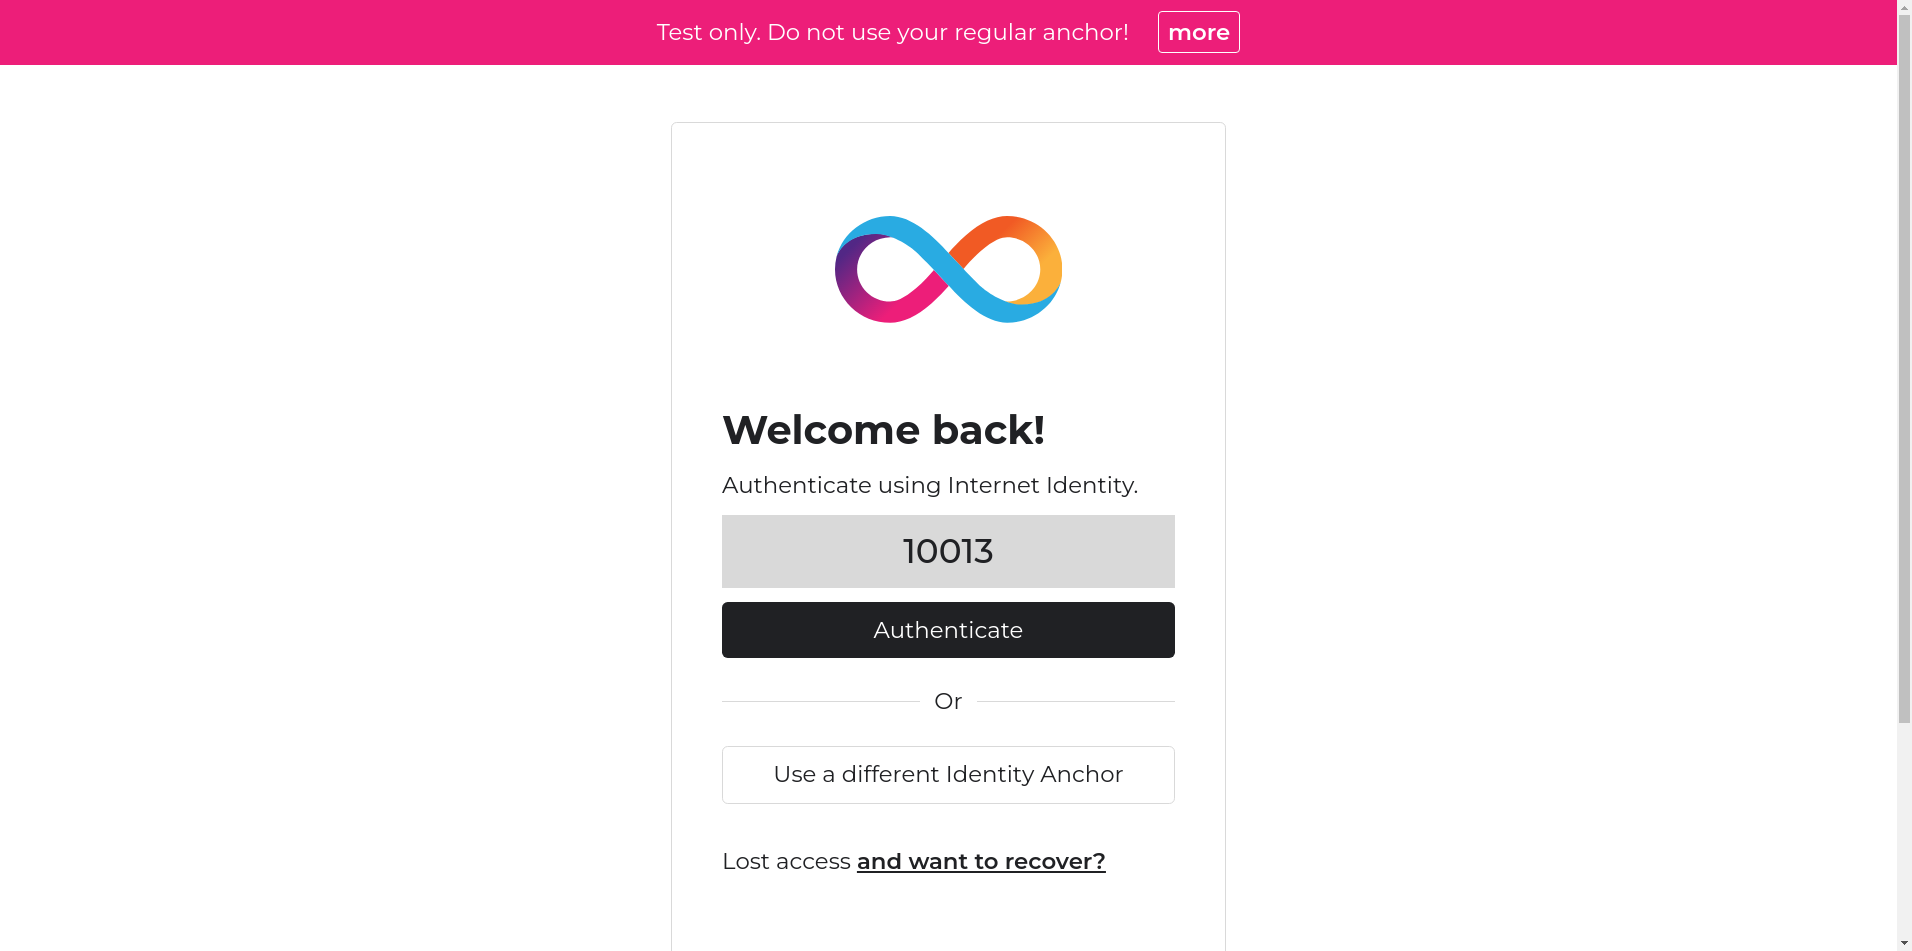 Test only. Do not use your regular anchor! more
Welcome back!
Authenticate using Internet Identity.
10013
Authenticate
Or
Use a different Identity Anchor
Lost access and want to recover?